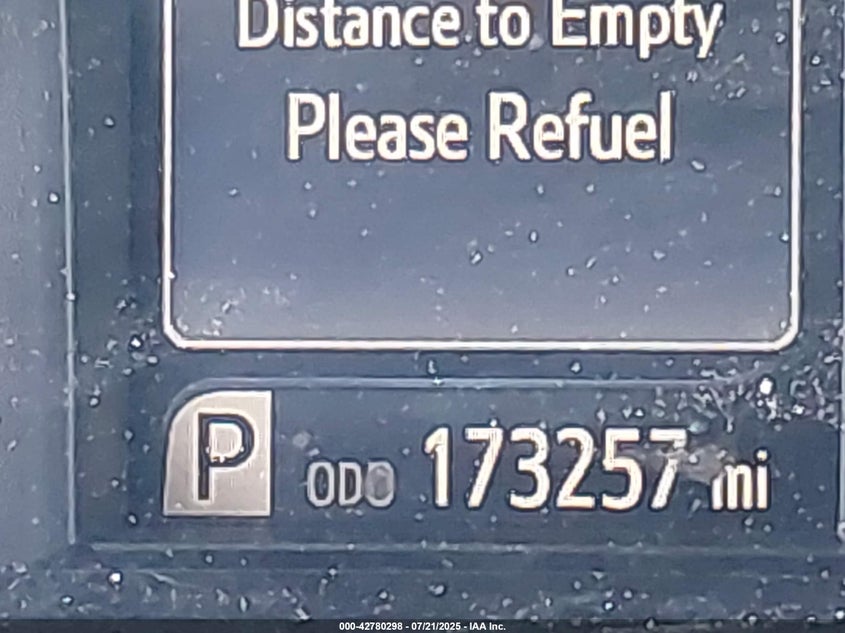 Distance to Empty
Please Refuel
P ODO 173257 mi
000-42780298 - 07/21/2025 - IAA Inc.